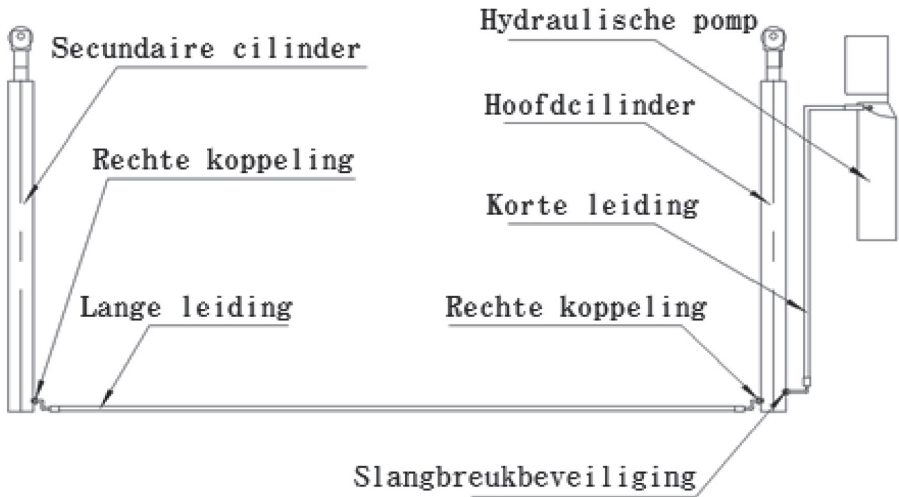 Hydraulische pomp
Secundaire cilinder
Hoofdcilinder
Rechte koppeling
Korte leiding
Lange leiding
Rechte koppeling
Slangbreukbeveiliging